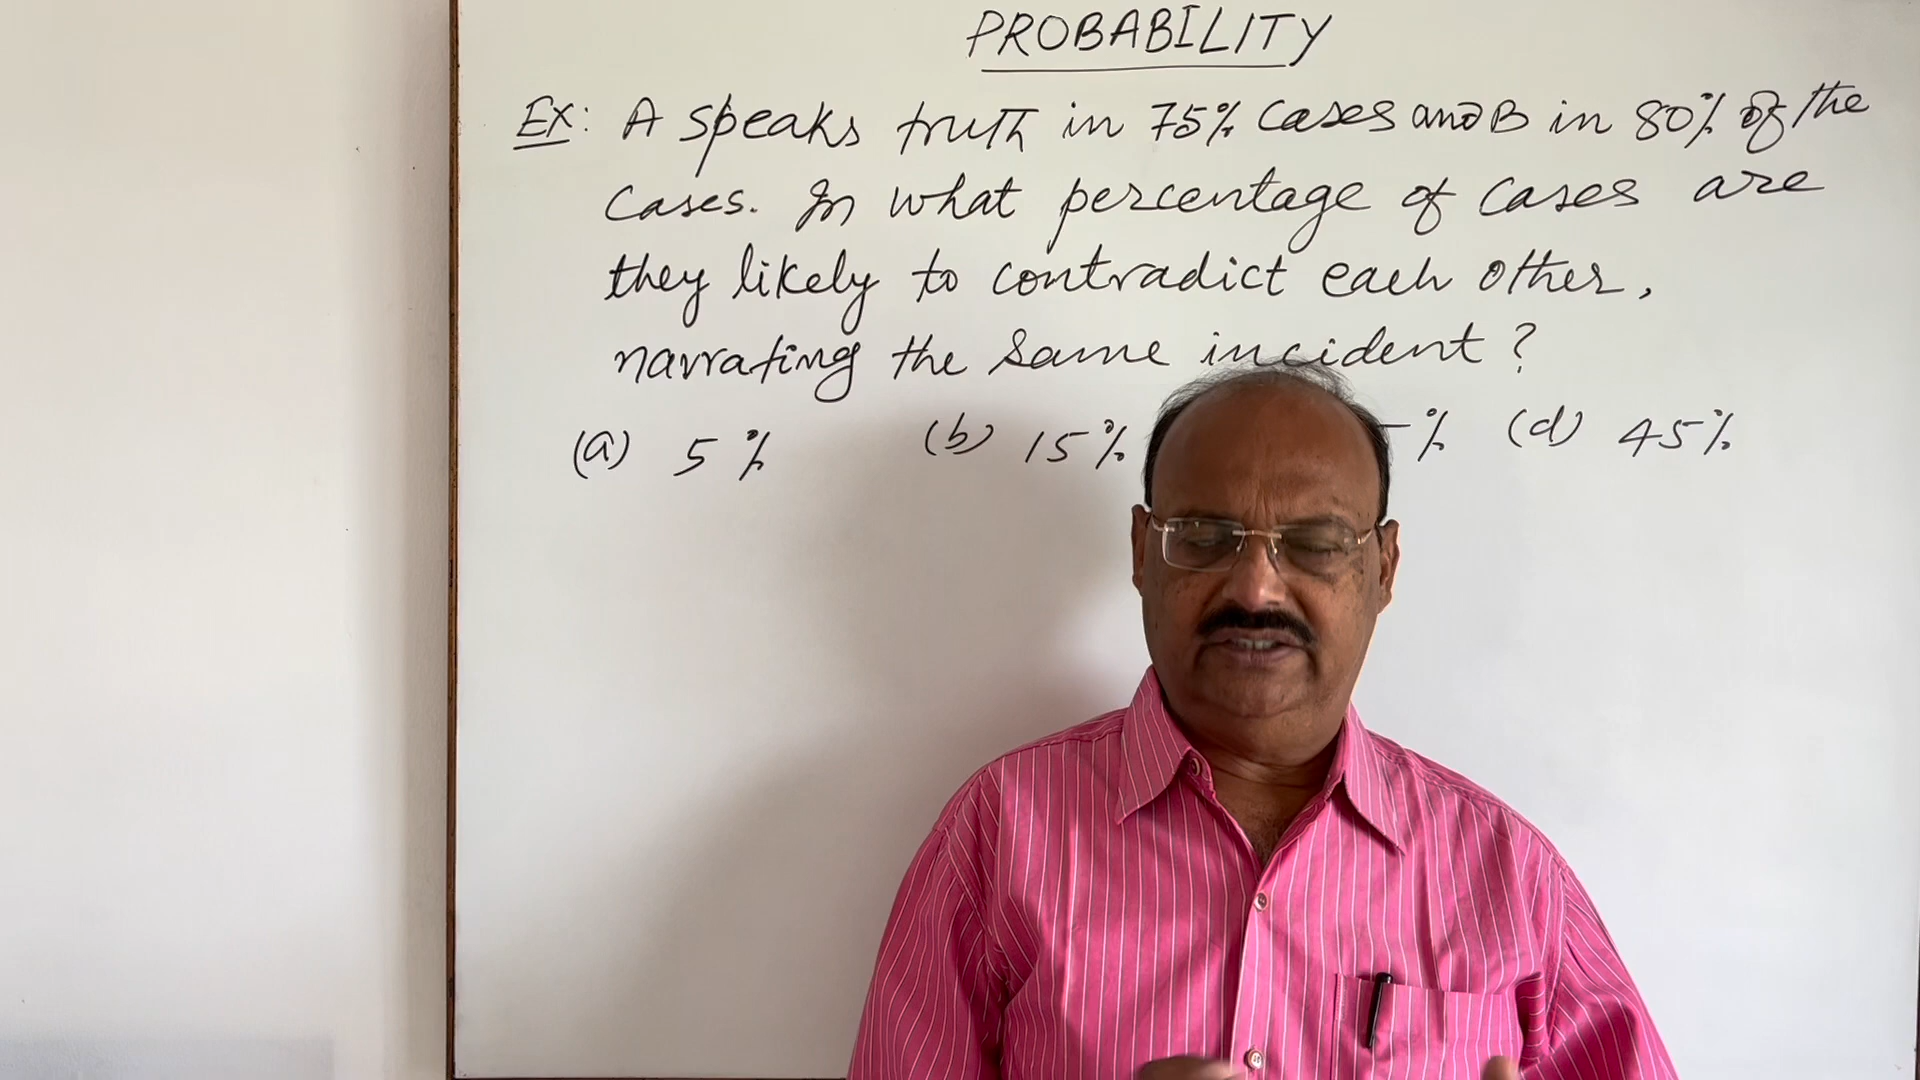 PROBABILITY
Ex: A speaks truth in 75% cases and B in 80% of the
cases. In what percentage of cases are
they likely to contradict each other,
narrating the same incident?
(a) 5% (b) 15% % (d) 45%